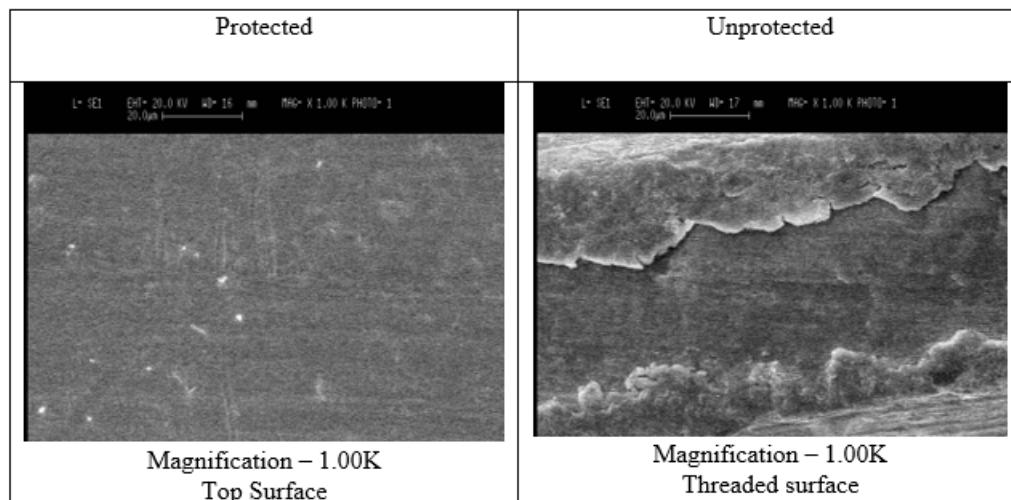 Protected
Unprotected
L= SE1 EHT= 20.0 KV WD= 16 mm MAG= X 1.00 K PHOTO= 1
20.0µm
L= SE1 EHT= 20.0 KV WD= 17 mm MAG= X 1.00 K PHOTO= 1
20.0µm
Magnification – 1.00K
Top Surface
Magnification – 1.00K
Threaded surface